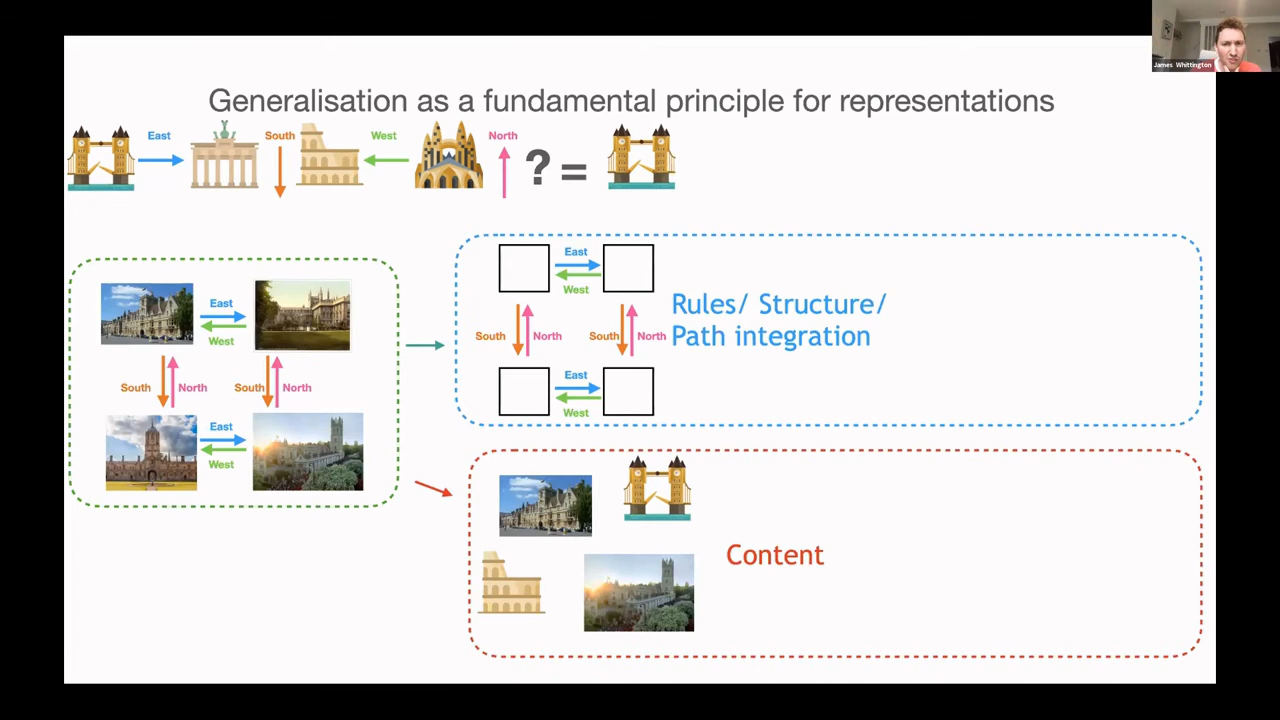 James Whittington
Generalisation as a fundamental principle for representations
East
South
West
North
? =
East
West
South
North
South
North
East
West
East
West
South
North
South
North
East
West
Rules/ Structure/
Path integration
Content